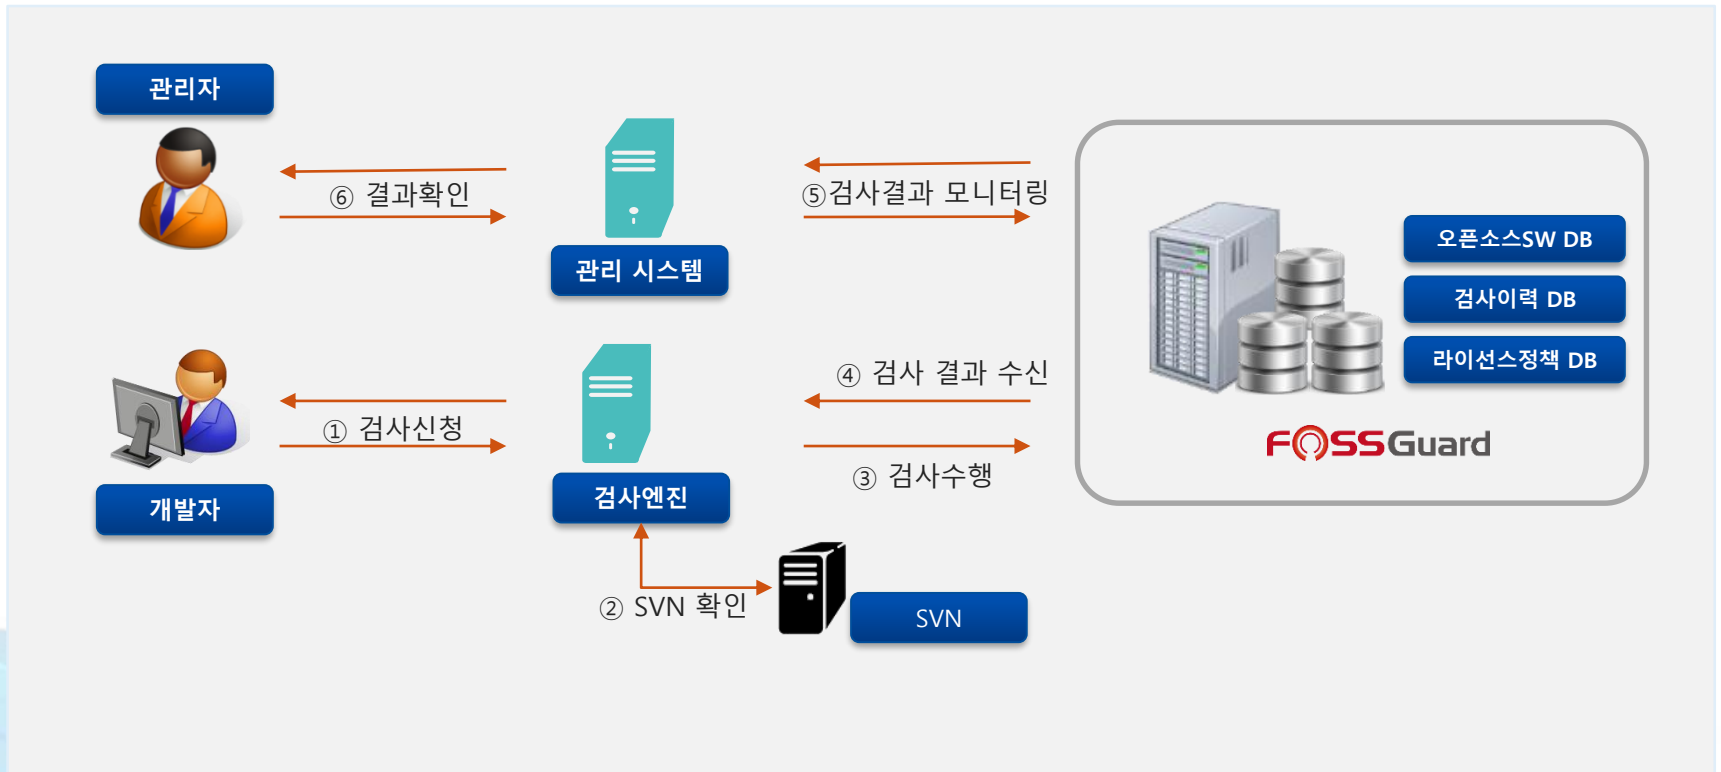 관리자
⑥ 결과확인
관리 시스템
⑤검사결과 모니터링
오픈소스SW DB
검사이력 DB
라이선스정책 DB
FOSSGuard
④ 검사 결과 수신
① 검사신청
③ 검사수행
개발자
검사엔진
② SVN 확인
SVN